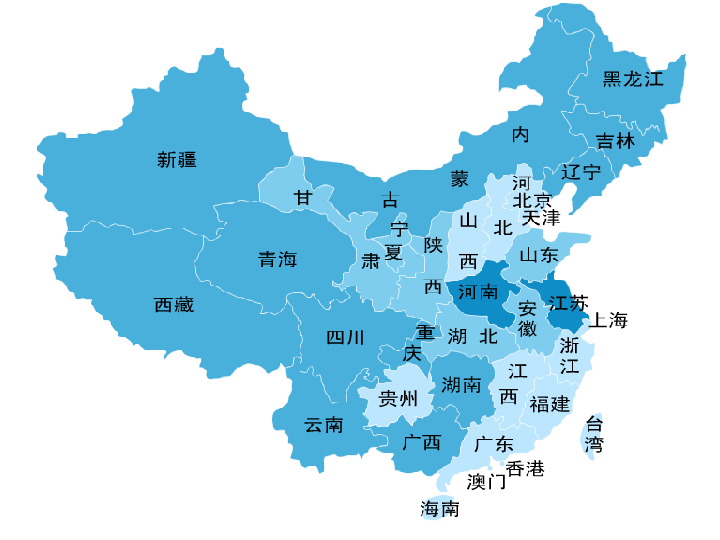 黑龙江
内
吉林
新疆
辽宁
蒙
河
甘
古
北京
山
天津
宁
北
陕
夏
山东
青海
肃
西
西
河南
西藏
安
江苏
上海
徽
重
四川
湖北
浙
庆
江
江
湖南
西
贵州
福建
云南
台
广西
广东
湾
香港
澳门
海南